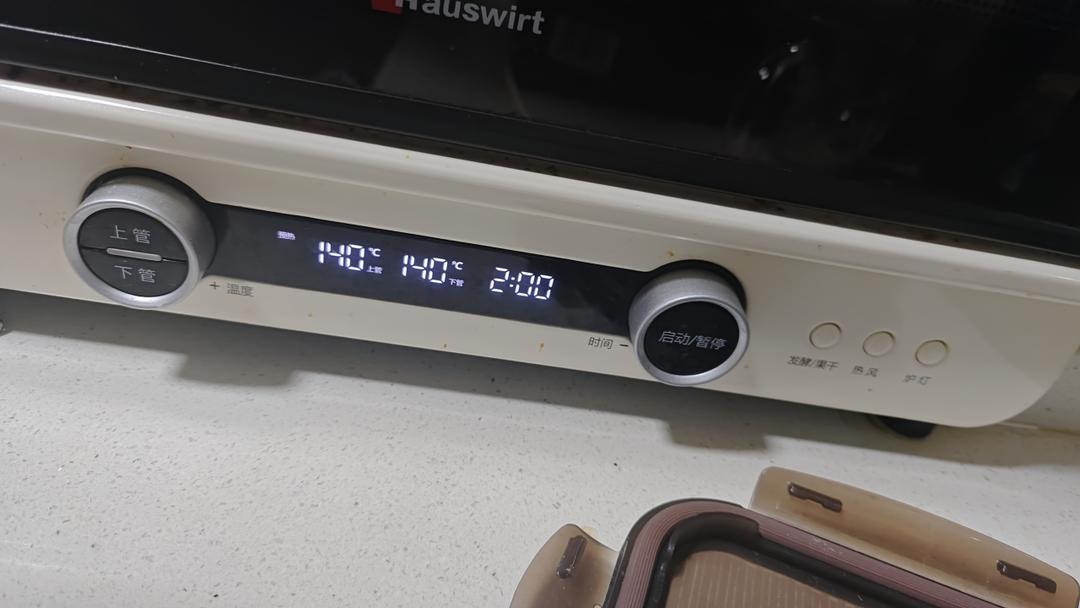 Hauswirt
上管
下管
+ 温度
预热
140 ℃ 上管
140 ℃ 下管
2:00
时间 −
启动/暂停
发酵/果干
热风
炉灯